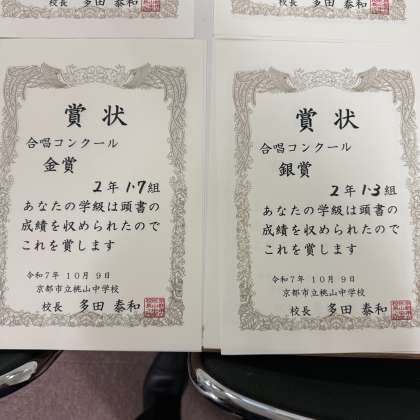 校長 多田 泰和
校長 多田 泰和
賞状
合唱コンクール
金賞
2年 1・7組
あなたの学級は頭書の
成績を収められたので
これを賞します
令和7年 10月 9日
京都市立桃山中学校
校長 多田 泰和
賞状
合唱コンクール
銀賞
2年 1・3組
あなたの学級は頭書の
成績を収められたので
これを賞します
令和7年 10月 9日
京都市立桃山中学校
校長 多田 泰和